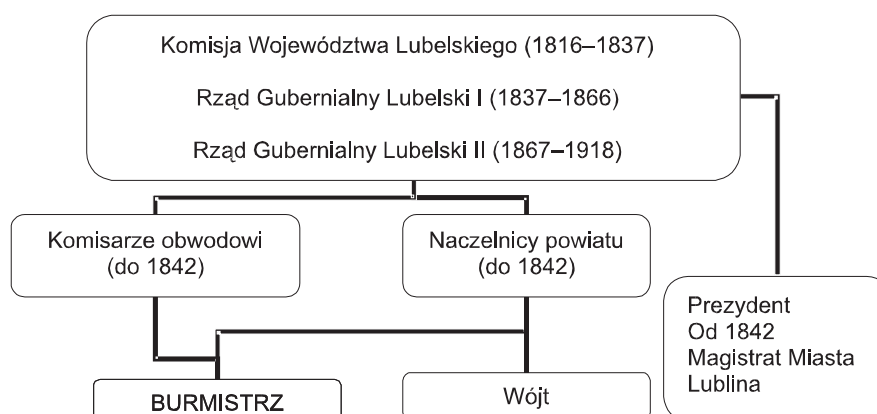 Komisja Województwa Lubelskiego (1816–1837)
Rząd Gubernialny Lubelski I (1837–1866)
Rząd Gubernialny Lubelski II (1867–1918)
Komisarze obwodowi
(do 1842)
Naczelnicy powiatu
(do 1842)
Prezydent
Od 1842
Magistrat Miasta
Lublina
BURMISTRZ
Wójt